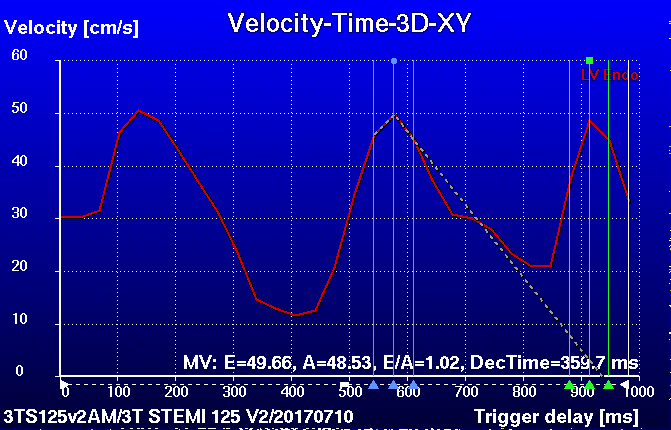 Velocity-Time-3D-XY
Velocity [cm/s]
60
LV Endo
50
40
30
20
10
0
MV: E=49.66, A=48.53, E/A=1.02, DecTime=359.7 ms
0 100 200 300 400 500 600 700 800 900 1000
3TS125v2AM/3T STEMI 125 V2/20170710 Trigger delay [ms]